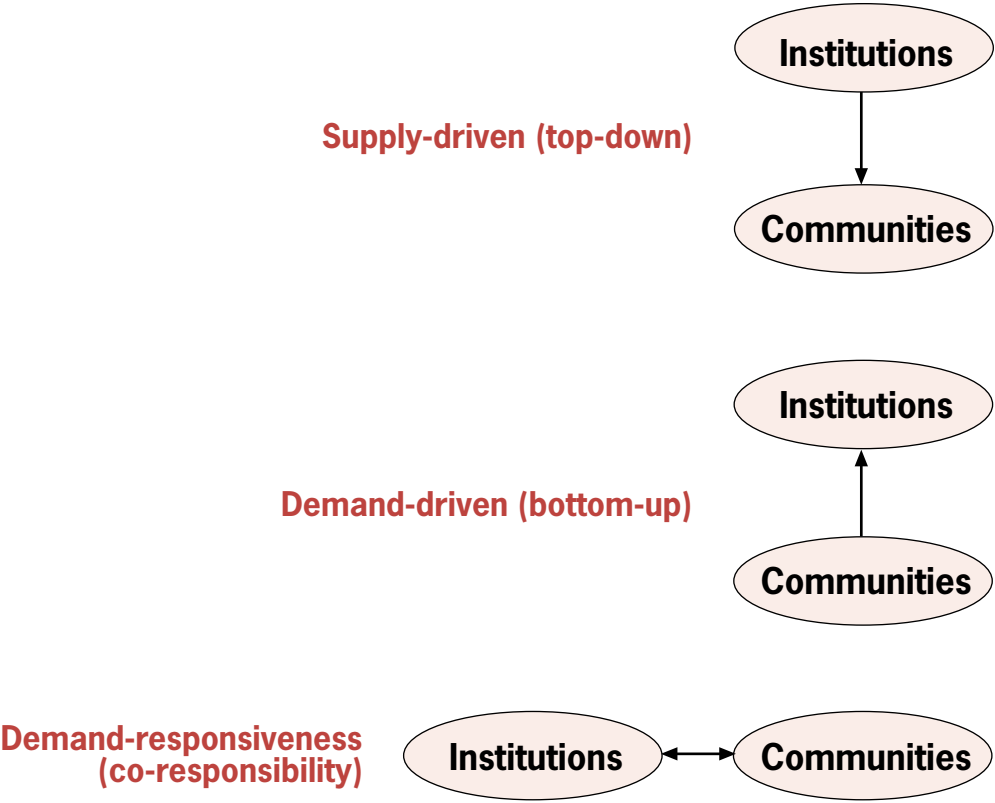 Institutions
Supply-driven (top-down)
Communities
Institutions
Demand-driven (bottom-up)
Communities
Demand-responsiveness
(co-responsibility)
Institutions
Communities